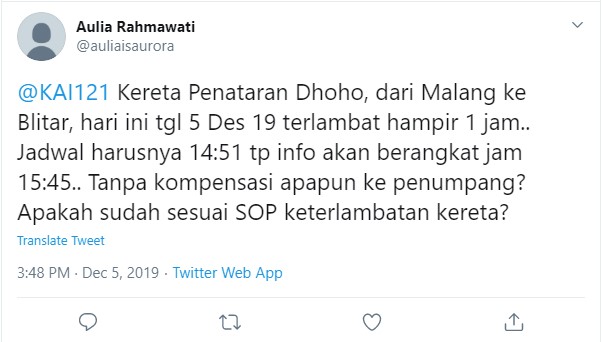 Aulia Rahmawati
@auliaisaurora
@KAI121 Kereta Penataran Dhoho, dari Malang ke
Blitar, hari ini tgl 5 Des 19 terlambat hampir 1 jam..
Jadwal harusnya 14:51 tp info akan berangkat jam
15:45.. Tanpa kompensasi apapun ke penumpang?
Apakah sudah sesuai SOP keterlambatan kereta?
Translate Tweet
3:48 PM · Dec 5, 2019 · Twitter Web App